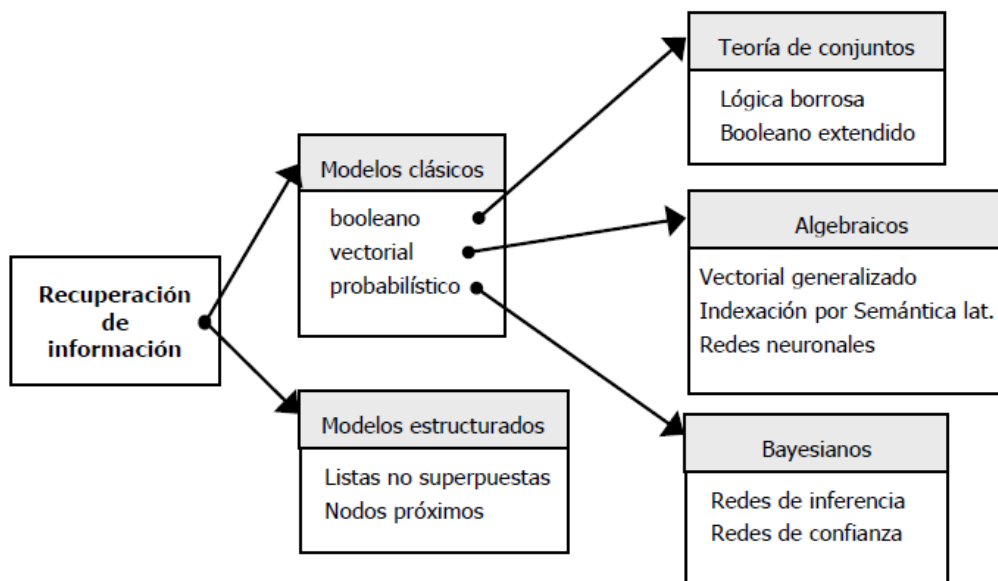 Recuperación
de
información
Modelos clásicos
booleano
vectorial
probabilístico
Modelos estructurados
Listas no superpuestas
Nodos próximos
Teoría de conjuntos
Lógica borrosa
Booleano extendido
Algebraicos
Vectorial generalizado
Indexación por Semántica lat.
Redes neuronales
Bayesianos
Redes de inferencia
Redes de confianza